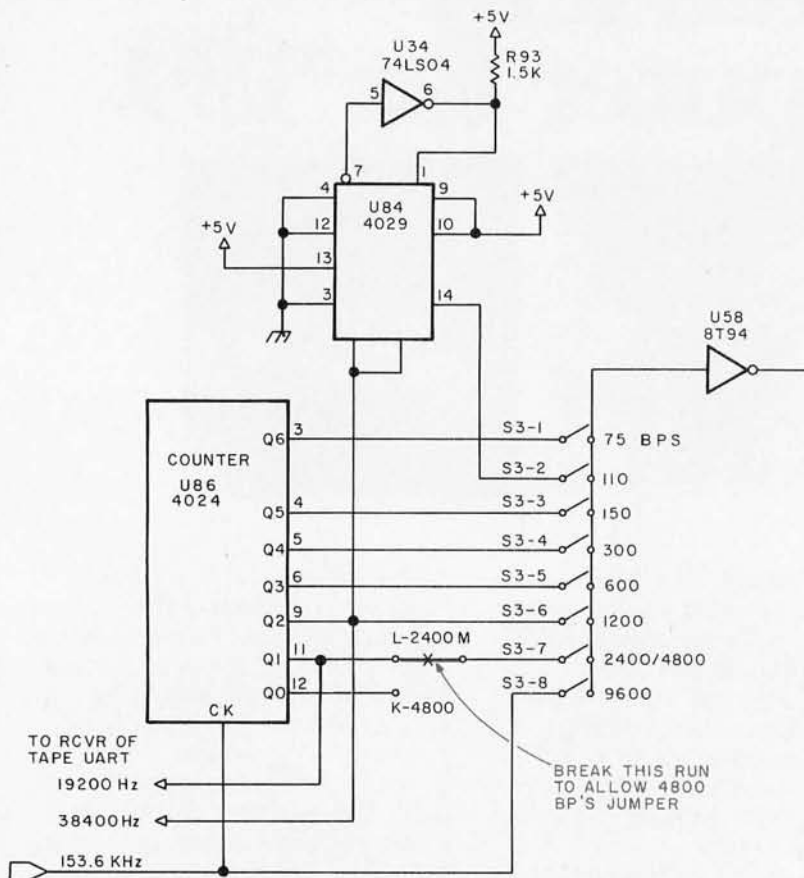 +5V
U34
74LS04
R93
1.5K
5
6
7
1
4
9
+5V
U84
4029
+5V
12
10
13
3
14
U58
8T94
COUNTER
U86
4024
Q6
3
S3-1
75 BPS
S3-2
110
Q5
4
S3-3
150
Q4
5
S3-4
300
Q3
6
S3-5
600
Q2
9
S3-6
1200
Q1
11
L-2400 M
S3-7
2400/4800
Q0
12
K-4800
S3-8
9600
CK
TO RCVR OF
TAPE UART
19200 Hz
38400Hz
153.6 KHz
BREAK THIS RUN
TO ALLOW 4800
BP'S JUMPER